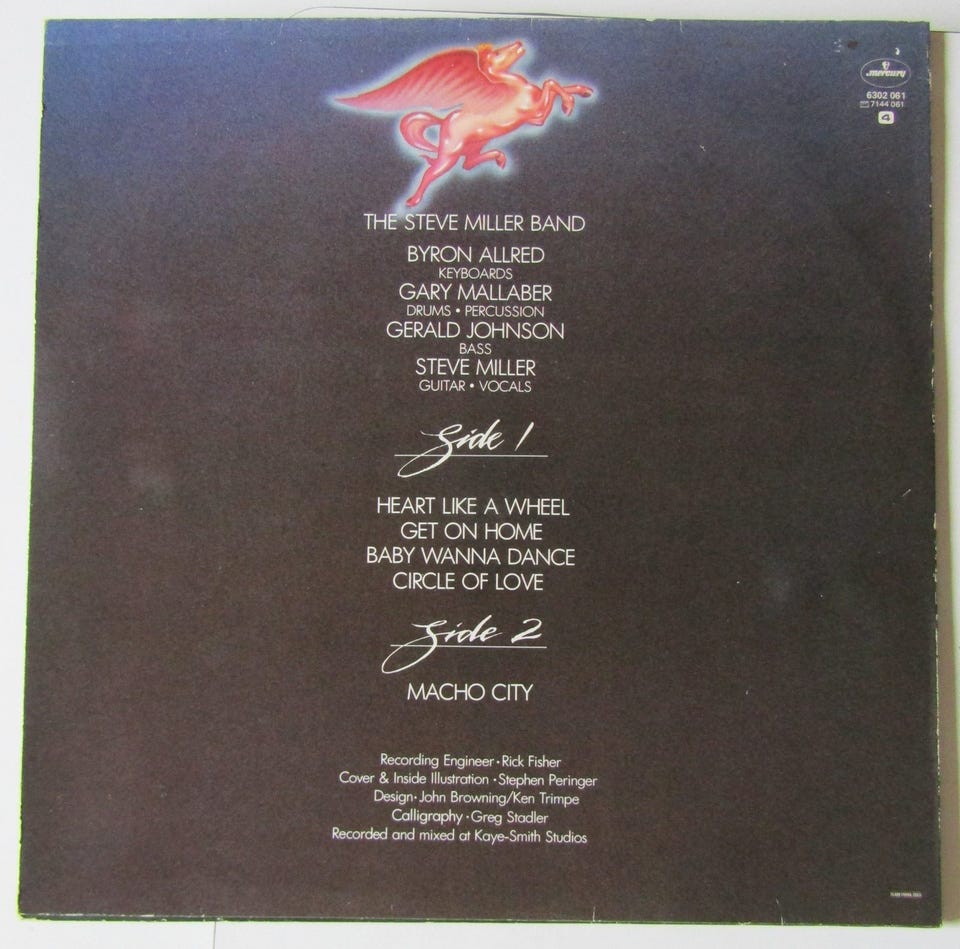 mercury
6302 061
7144 061
4
THE STEVE MILLER BAND
BYRON ALLRED
KEYBOARDS
GARY MALLABER
DRUMS • PERCUSSION
GERALD JOHNSON
BASS
STEVE MILLER
GUITAR • VOCALS
Side 1
HEART LIKE A WHEEL
GET ON HOME
BABY WANNA DANCE
CIRCLE OF LOVE
Side 2
MACHO CITY
Recording Engineer • Rick Fisher
Cover & Inside Illustration • Stephen Peringer
Design • John Browning/Ken Trimpe
Calligraphy • Greg Stadler
Recorded and mixed at Kaye-Smith Studios